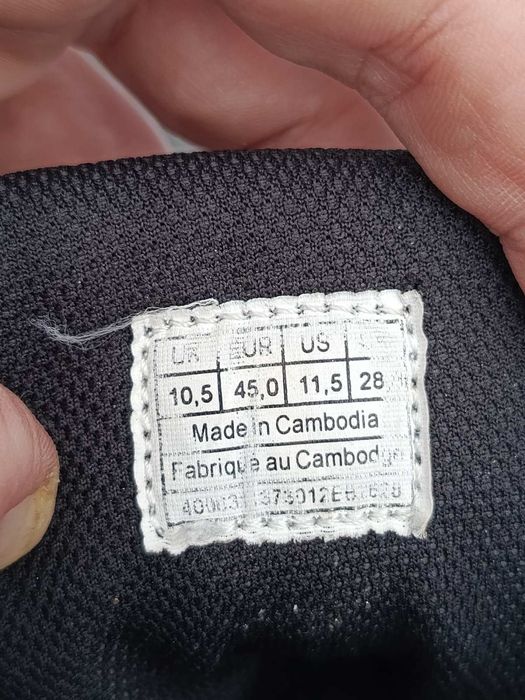 UK EUR US
10,5 45,0 11,5 28
Made in Cambodia
Fabriqué au Cambodge